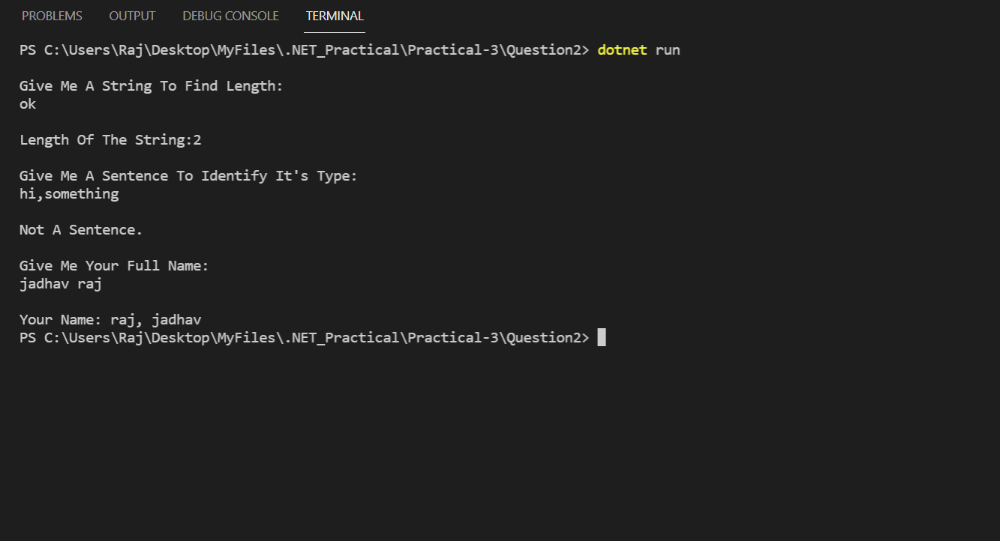 PROBLEMS OUTPUT DEBUG CONSOLE TERMINAL
PS C:\Users\Raj\Desktop\MyFiles\.NET_Practical\Practical-3\Question2> dotnet run
Give Me A String To Find Length:
ok
Length Of The String:2
Give Me A Sentence To Identify It's Type:
hi,something
Not A Sentence.
Give Me Your Full Name:
jadhav raj
Your Name: raj, jadhav
PS C:\Users\Raj\Desktop\MyFiles\.NET_Practical\Practical-3\Question2>